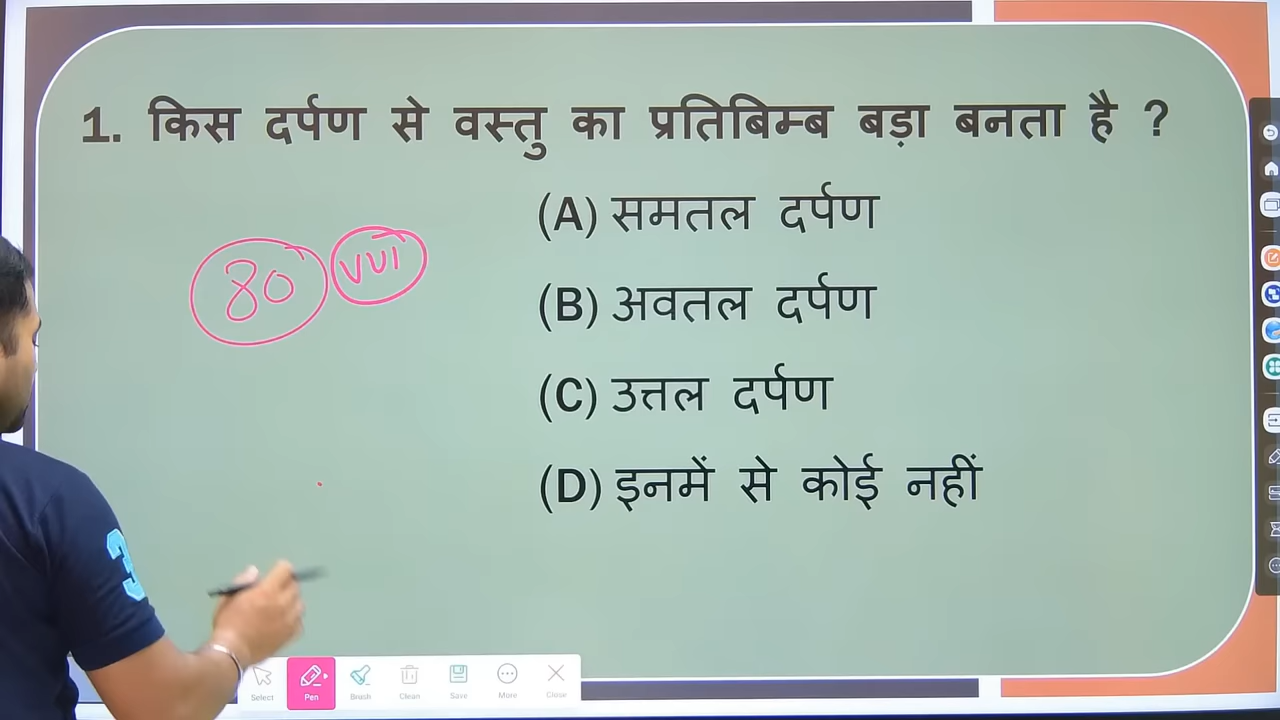 1. किस दर्पण से वस्तु का प्रतिबिम्ब बड़ा बनता है ?
(A) समतल दर्पण
80 VVI
(B) अवतल दर्पण
(C) उत्तल दर्पण
(D) इनमें से कोई नहीं
3
Select Pen Brush Clean Save More Close